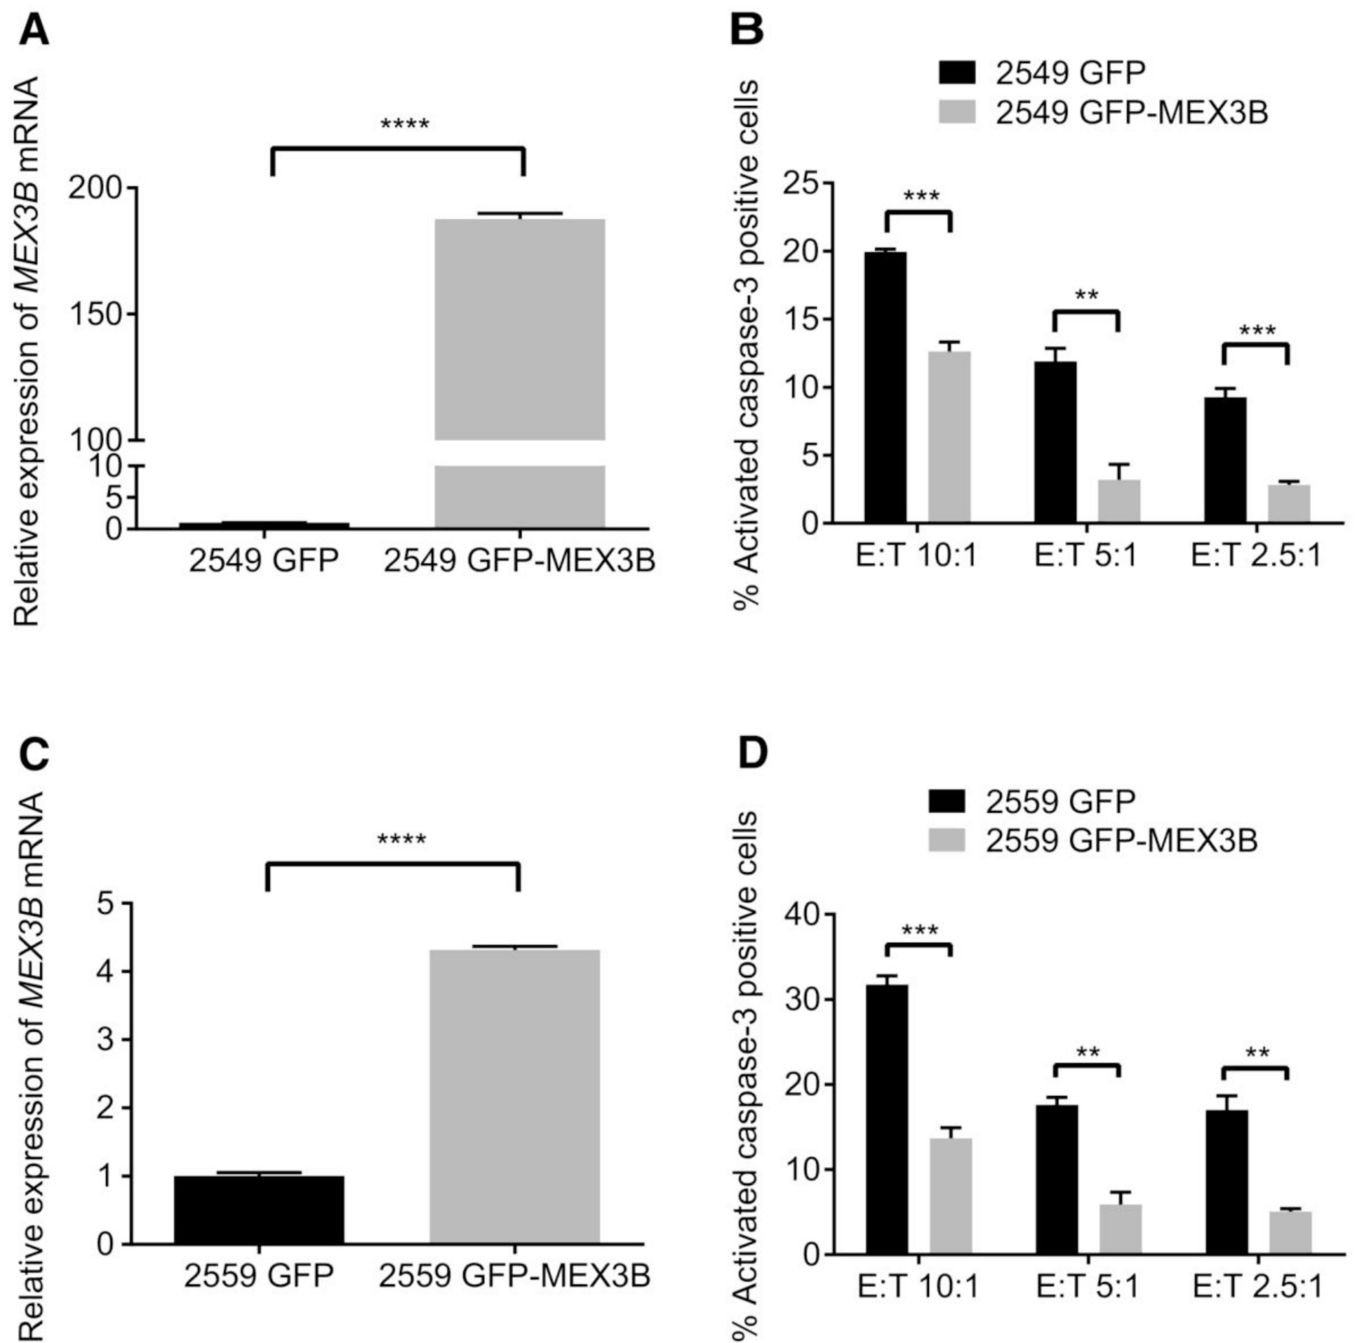 A
Relative expression of MEX3B mRNA
****
200
150
100
10
5
0
2549 GFP
2549 GFP-MEX3B
B
2549 GFP
2549 GFP-MEX3B
% Activated caspase-3 positive cells
25
20
15
10
5
0
***
**
***
E:T 10:1
E:T 5:1
E:T 2.5:1
C
Relative expression of MEX3B mRNA
****
5
4
3
2
1
0
2559 GFP
2559 GFP-MEX3B
D
2559 GFP
2559 GFP-MEX3B
% Activated caspase-3 positive cells
40
30
20
10
0
***
**
**
E:T 10:1
E:T 5:1
E:T 2.5:1